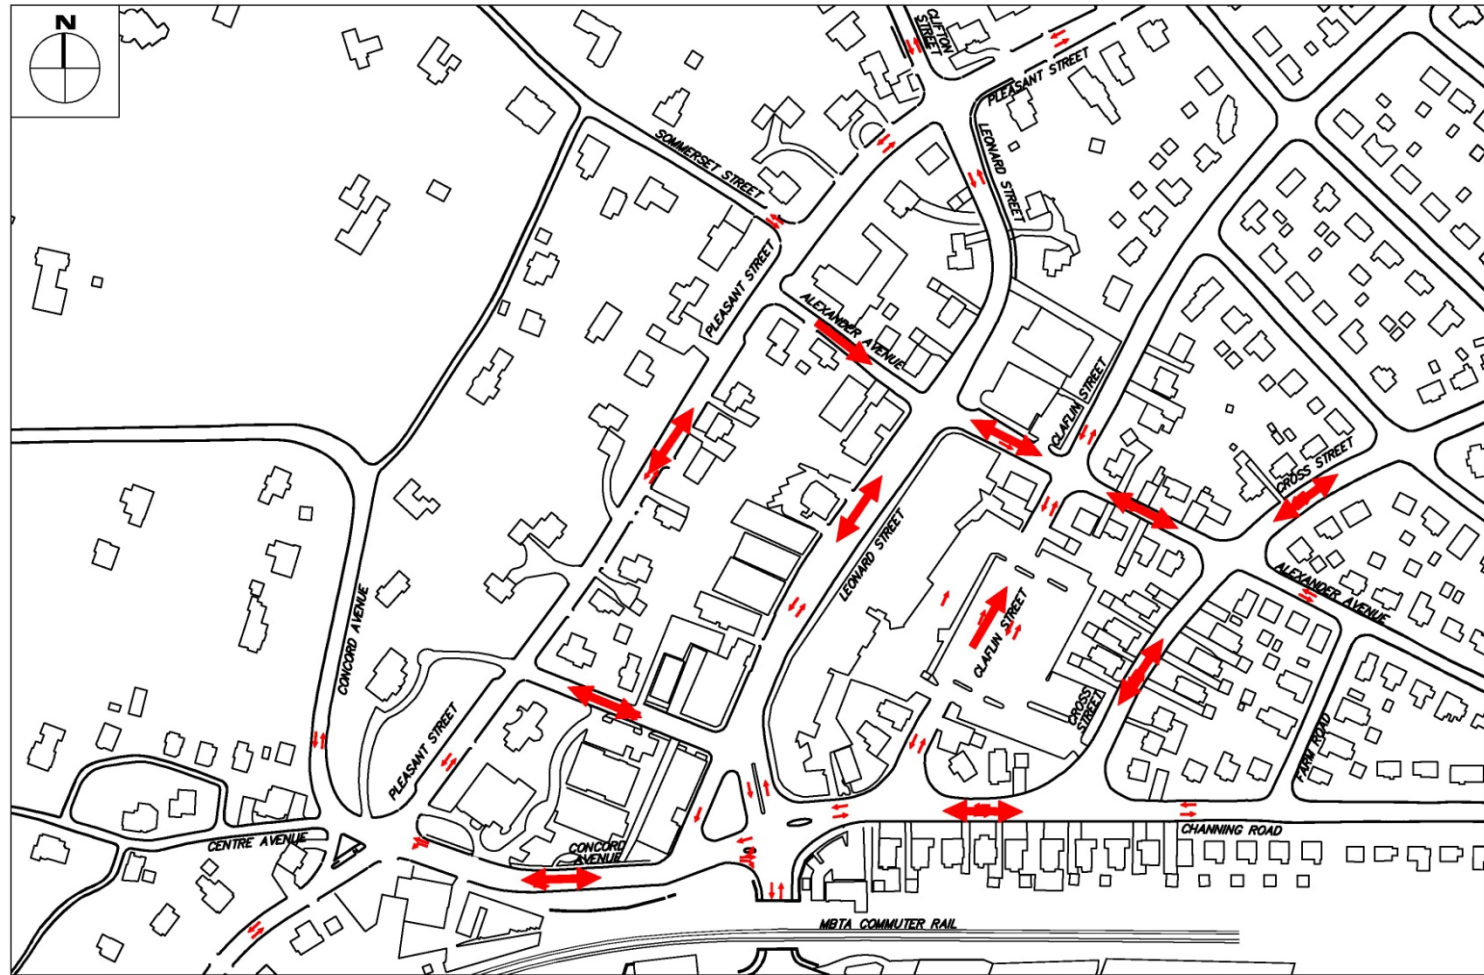 N
CLIFTON
STREET
PLEASANT STREET
SOMMERSET STREET
LEONARD STREET
PLEASANT STREET
ALEXANDER AVENUE
CLAFLIN STREET
CROSS STREET
LEONARD STREET
ALEXANDER AVENUE
CONCORD AVENUE
CLAFLIN STREET
CROSS
STREET
PLEASANT STREET
FARM ROAD
CENTRE AVENUE
CONCORD
AVENUE
CHANNING ROAD
MBTA COMMUTER RAIL